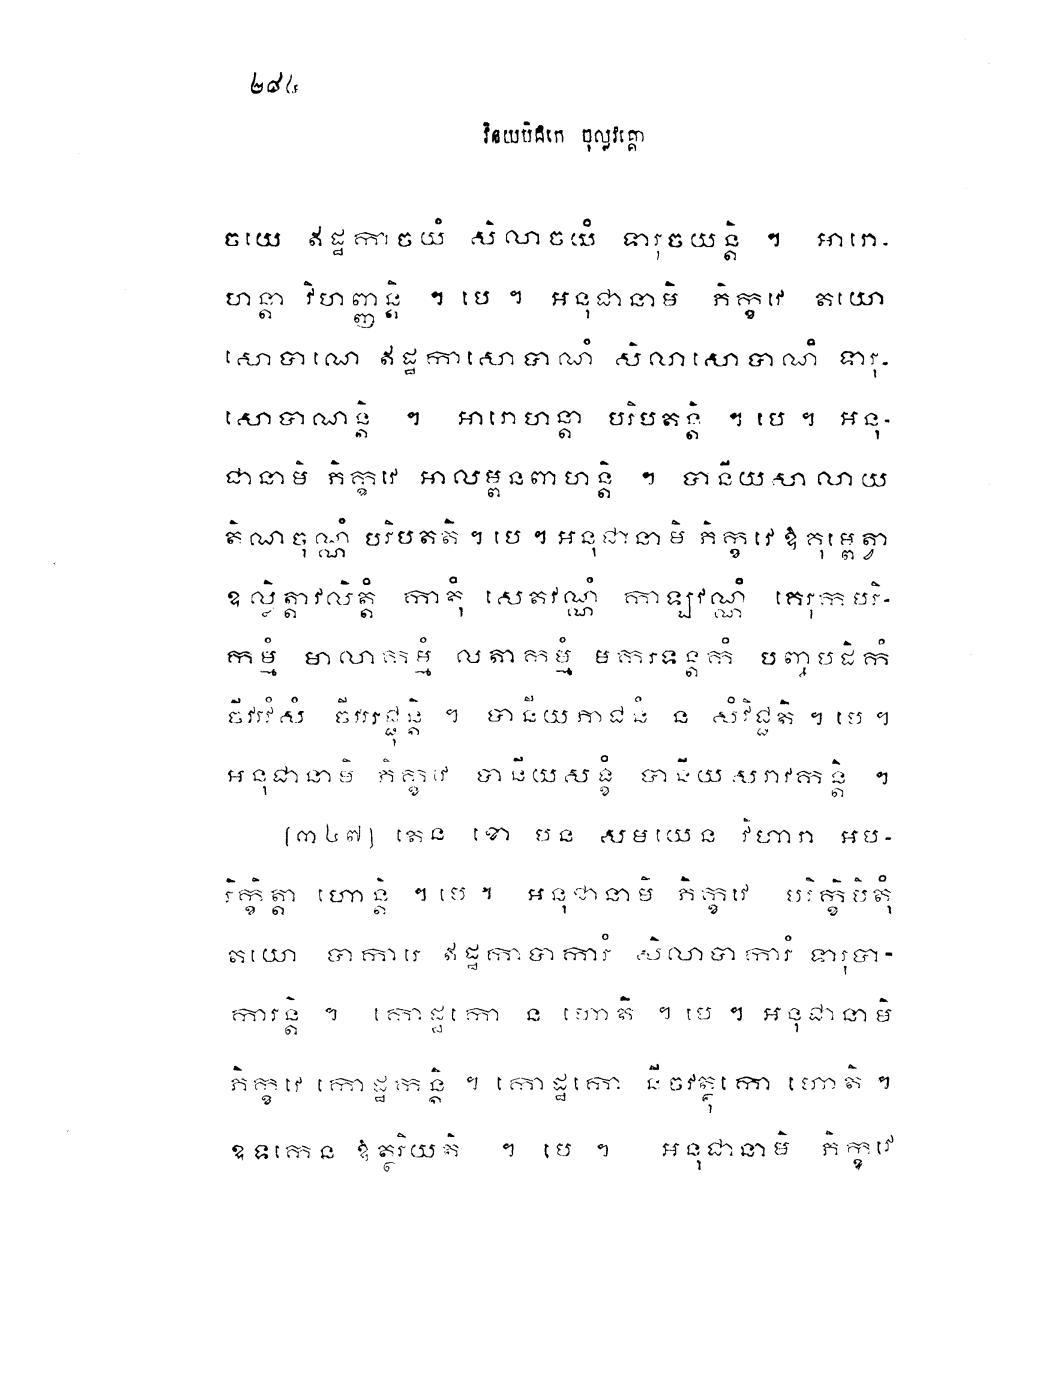 ២៨៤
វិនយបិដកេ ចុល្លវគ្គោ
ចយេ ឥដ្ឋកាចយំ សិលាចយំ ទារុចយន្តិ ។ អារោ-
ហន្តា វិហញ្ញន្តិ ។ បេ ។ អនុជានាមិ ភិក្ខវេ តយោ
សោបាណេ ឥដ្ឋកាសោបាណំ សិលាសោបាណំ ទារុ-
សោបាណន្តិ ។ អារោហន្តា បរិបតន្តិ ។ បេ ។ អនុ-
ជានាមិ ភិក្ខវេ អាលម្ពនពាហន្តិ ។ បានីយសាលាយ
តិណចុណ្ណំ បរិបតតិ ។ បេ ។ អនុជានាមិ ភិក្ខវេ ឱកុម្ពេត្វា
ឧល្លិត្តាវលិត្តំ កាតុំ សេតវណ្ណំ កាឡវណ្ណំ គេរុកបរិ-
កម្មំ មាលាកម្មំ លតាកម្មំ មករទន្តកំ បញ្ចបដិកំ
ចីវរវំសំ ចីវររជ្ជុន្តិ ។ បានីយភាជនំ ន សំវិជ្ជតិ ។ បេ ។
អនុជានាមិ ភិក្ខវេ បានីយសង្ខំ បានីយសរាវកន្តិ ។
(៣៤៧) តេន ខោ បន សមយេន វិហារា អប-
រិក្ខិត្តា ហោន្តិ ។ បេ ។ អនុជានាមិ ភិក្ខវេ បរិក្ខិបិតុំ
តយោ បាការេ ឥដ្ឋកាបាការំ សិលាបាការំ ទារុបា-
ការន្តិ ។ កោដ្ឋកោ ន ហោតិ ។ បេ ។ អនុជានាមិ
ភិក្ខវេ កោដ្ឋកន្តិ ។ កោដ្ឋកោ នីចវត្ថុកោ ហោតិ ។
ឧទកេន ឱត្ថរិយតិ ។ បេ ។ អនុជានាមិ ភិក្ខវេ